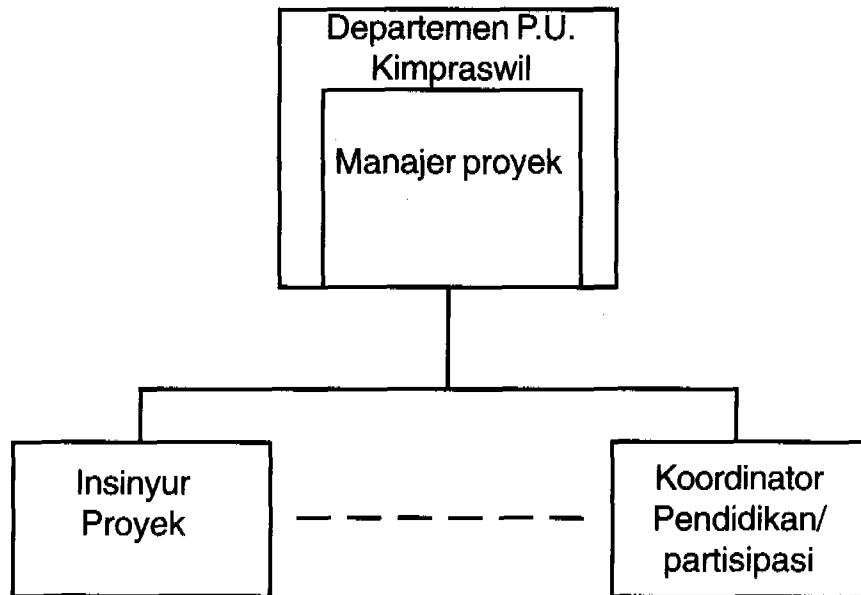 Departemen P.U.
Kimpraswil
Manajer proyek
Insinyur
Proyek
Koordinator
Pendidikan/
partisipasi